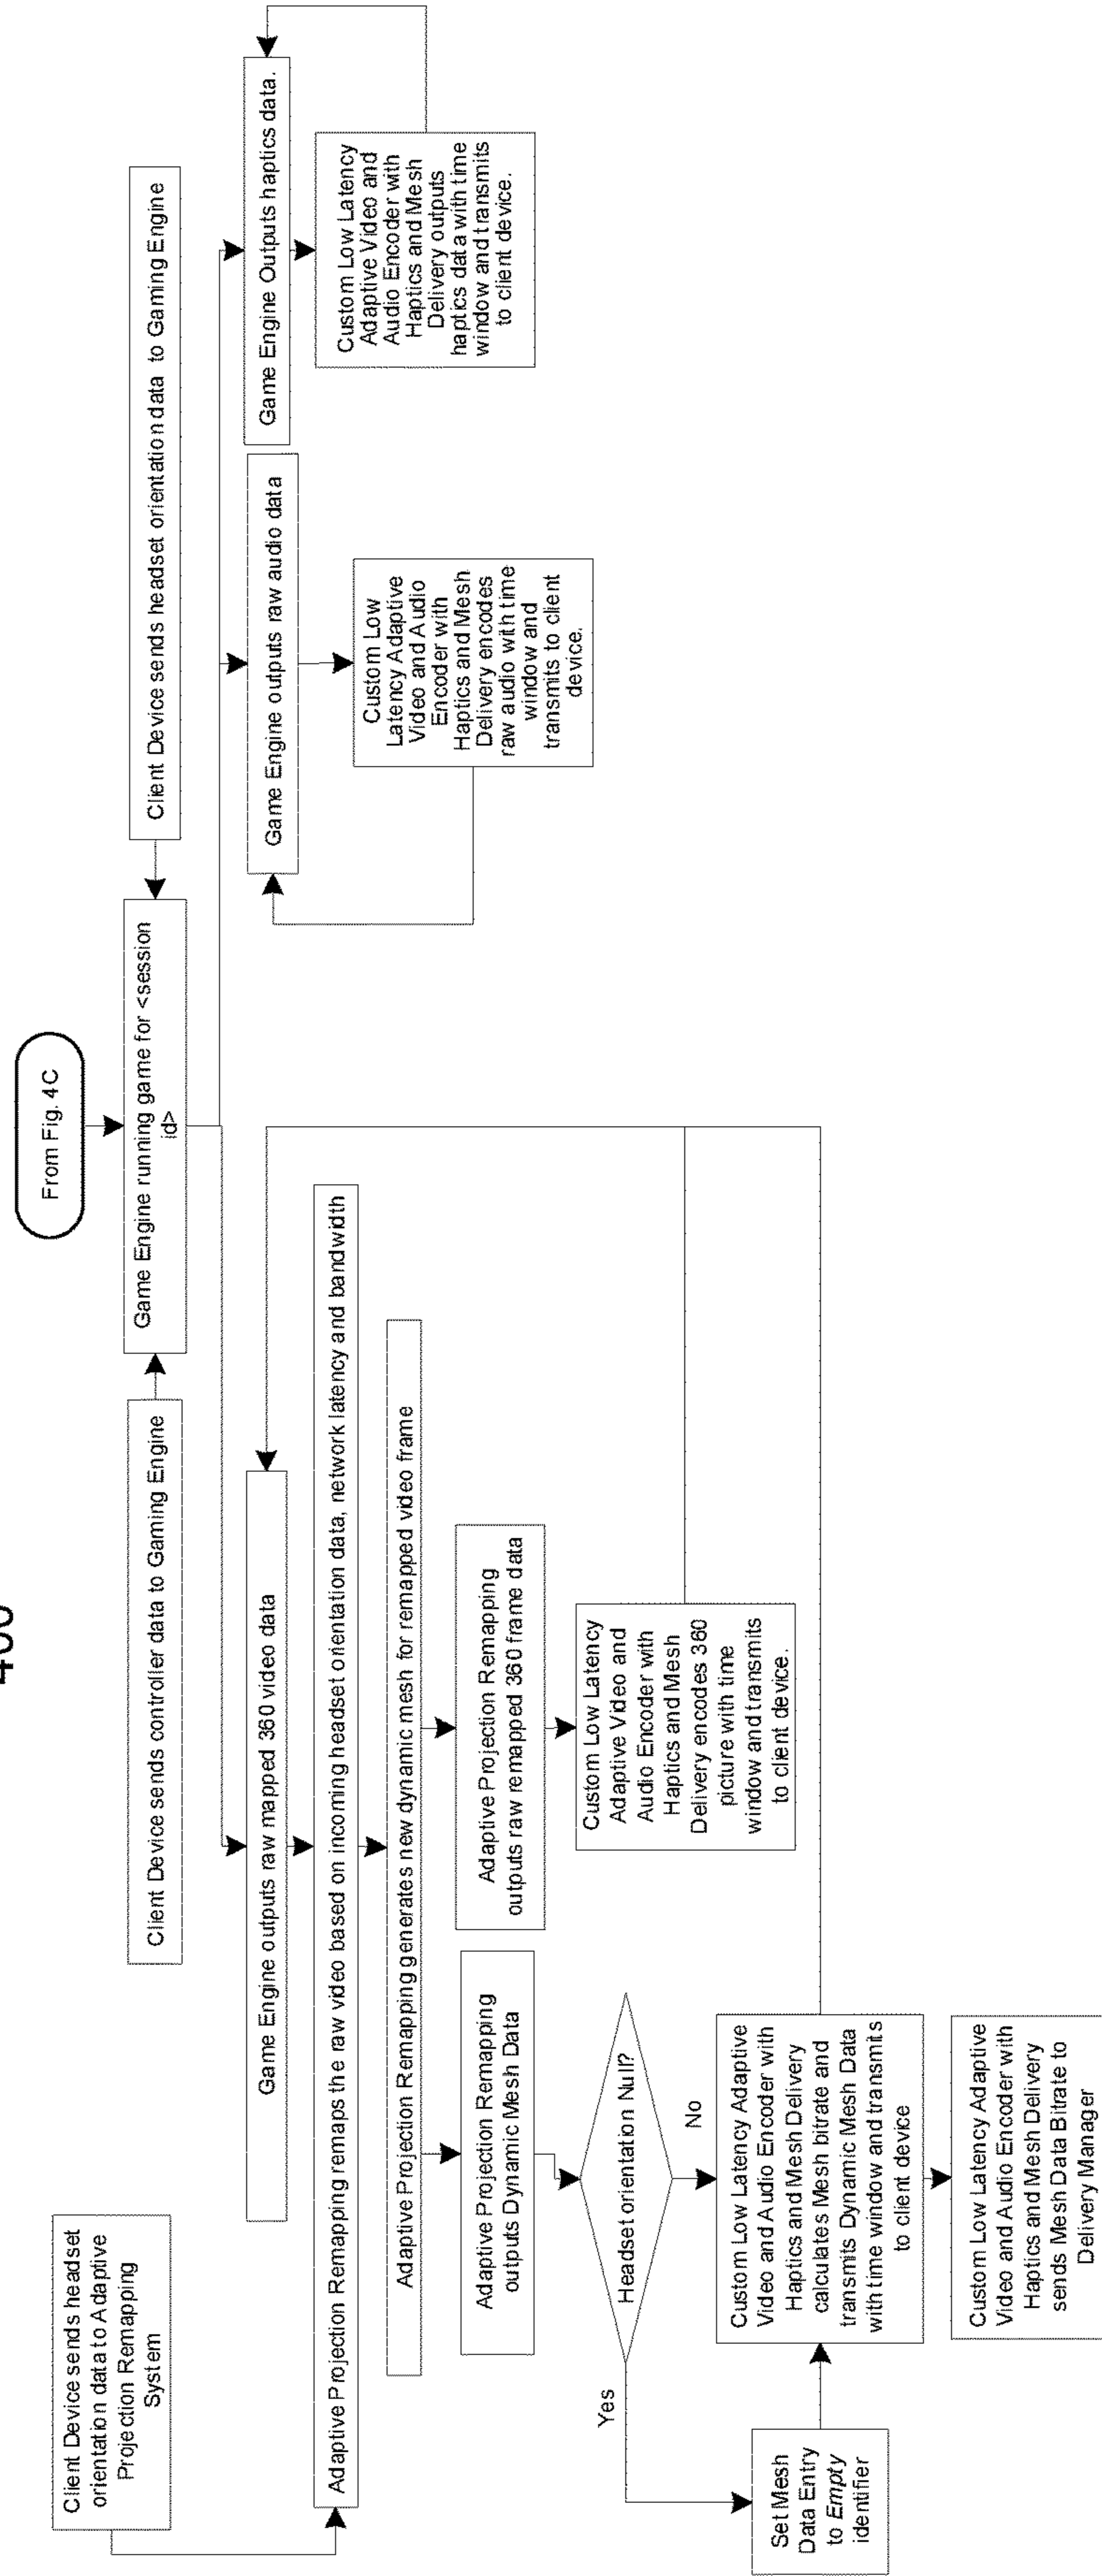 400
From Fig. 4C
Client Device sends headset
orientation data to Adaptive
Projection Remapping
System
Client Device sends controller data to Gaming Engine
Game Engine running game for <session
id>
Client Device sends headset orientation data to Gaming Engine
Game Engine outputs raw mapped 360 video data
Game Engine outputs raw audio data
Game Engine Outputs haptics data.
Adaptive Projection Remapping remaps the raw video based on incoming headset orientation data, network latency and bandwidth
Adaptive Projection Remapping generates new dynamic mesh for remapped video frame
Adaptive Projection Remapping
outputs Dynamic Mesh Data
Adaptive Projection Remapping
outputs raw remapped 360 frame data
Custom Low
Latency Adaptive
Video and Audio
Encoder with
Haptics and Mesh
Delivery encodes
raw audio with time
window and
transmits to client
device.
Custom Low Latency
Adaptive Video and
Audio Encoder with
Haptics and Mesh
Delivery outputs
haptics data with time
window and transmits
to client device.
Headset orientation Null?
Yes
No
Custom Low Latency
Adaptive Video and
Audio Encoder with
Haptics and Mesh
Delivery encodes 360
picture with time
window and transmits
to client device.
Set Mesh
Data Entry
to Empty
identifier
Custom Low Latency Adaptive
Video and Audio Encoder with
Haptics and Mesh Delivery
calculates Mesh bitrate and
transmits Dynamic Mesh Data
with time window and transmits
to client device
Custom Low Latency Adaptive
Video and Audio Encoder with
Haptics and Mesh Delivery
sends Mesh Data Bitrate to
Delivery Manager